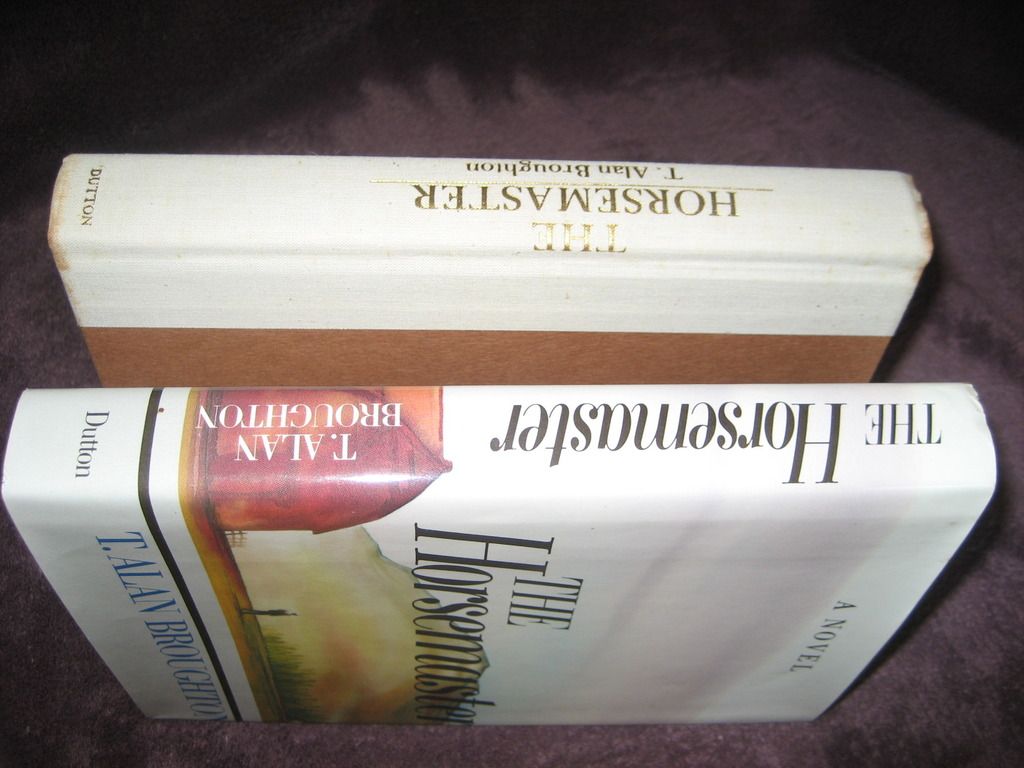 DUTTON
THE
HORSEMASTER
T. Alan Broughton
THE Horsemaster
T. ALAN
BROUGHTON
Dutton
THE
Horsemaster
A NOVEL
T. ALAN BROUGHTON